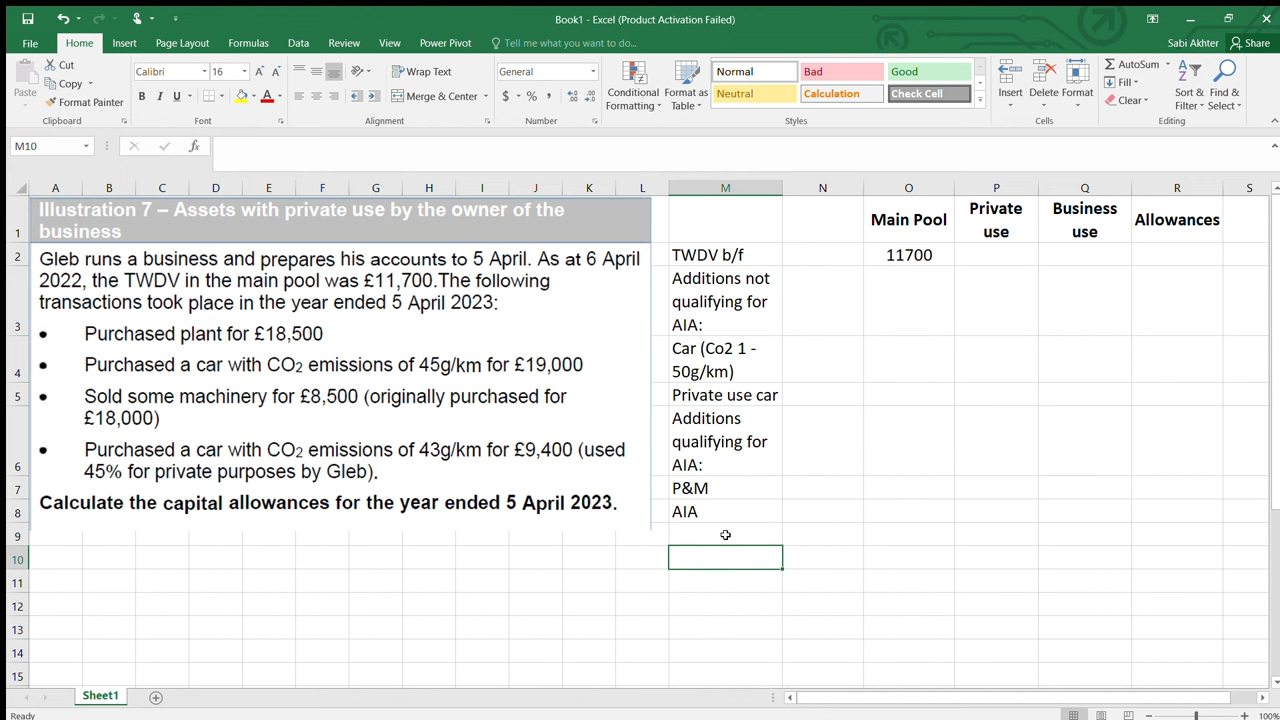 Book1 - Excel (Product Activation Failed)
File Home Insert Page Layout Formulas Data Review View Power Pivot Tell me what you want to do... Sabi Akhter Share
Cut
Copy
Format Painter
Paste
Clipboard
Calibri 16
B I U
Font
Wrap Text
Merge & Center
Alignment
General
$ % ,
Number
Conditional Formatting
Format as Table
Normal Bad Good
Neutral Calculation Check Cell
Styles
Insert Delete Format
Cells
AutoSum
Fill
Clear
Sort & Filter
Find & Select
Editing
M10
fx
A B C D E F G H I J K L M N O P Q R S
1
2
3
4
5
6
7
8
9
10
11
12
13
14
15
Illustration 7 – Assets with private use by the owner of the
business
Gleb runs a business and prepares his accounts to 5 April. As at 6 April
2022, the TWDV in the main pool was £11,700.The following
transactions took place in the year ended 5 April 2023:
• Purchased plant for £18,500
• Purchased a car with CO2 emissions of 45g/km for £19,000
• Sold some machinery for £8,500 (originally purchased for
£18,000)
• Purchased a car with CO2 emissions of 43g/km for £9,400 (used
45% for private purposes by Gleb).
Calculate the capital allowances for the year ended 5 April 2023.
Main Pool
Private
use
Business
use
Allowances
TWDV b/f 11700
Additions not
qualifying for
AIA:
Car (Co2 1 -
50g/km)
Private use car
Additions
qualifying for
AIA:
P&M
AIA
Sheet1
Ready
100%